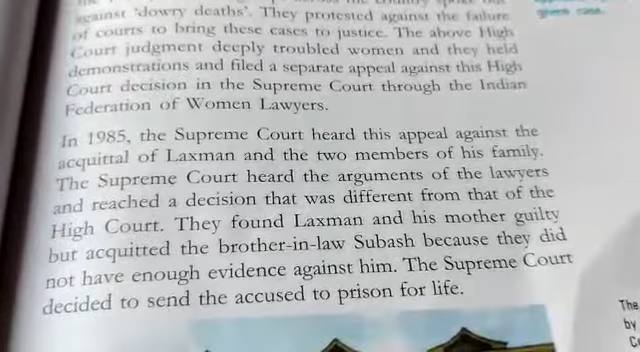 against 'dowry deaths'. They protested against the failure
of courts to bring these cases to justice. The above High
Court judgment deeply troubled women and they held
demonstrations and filed a separate appeal against this High
Court decision in the Supreme Court through the Indian
Federation of Women Lawyers.
In 1985, the Supreme Court heard this appeal against the
acquittal of Laxman and the two members of his family.
The Supreme Court heard the arguments of the lawyers
and reached a decision that was different from that of the
High Court. They found Laxman and his mother guilty
but acquitted the brother-in-law Subash because they did
not have enough evidence against him. The Supreme Court
decided to send the accused to prison for life.
The
by